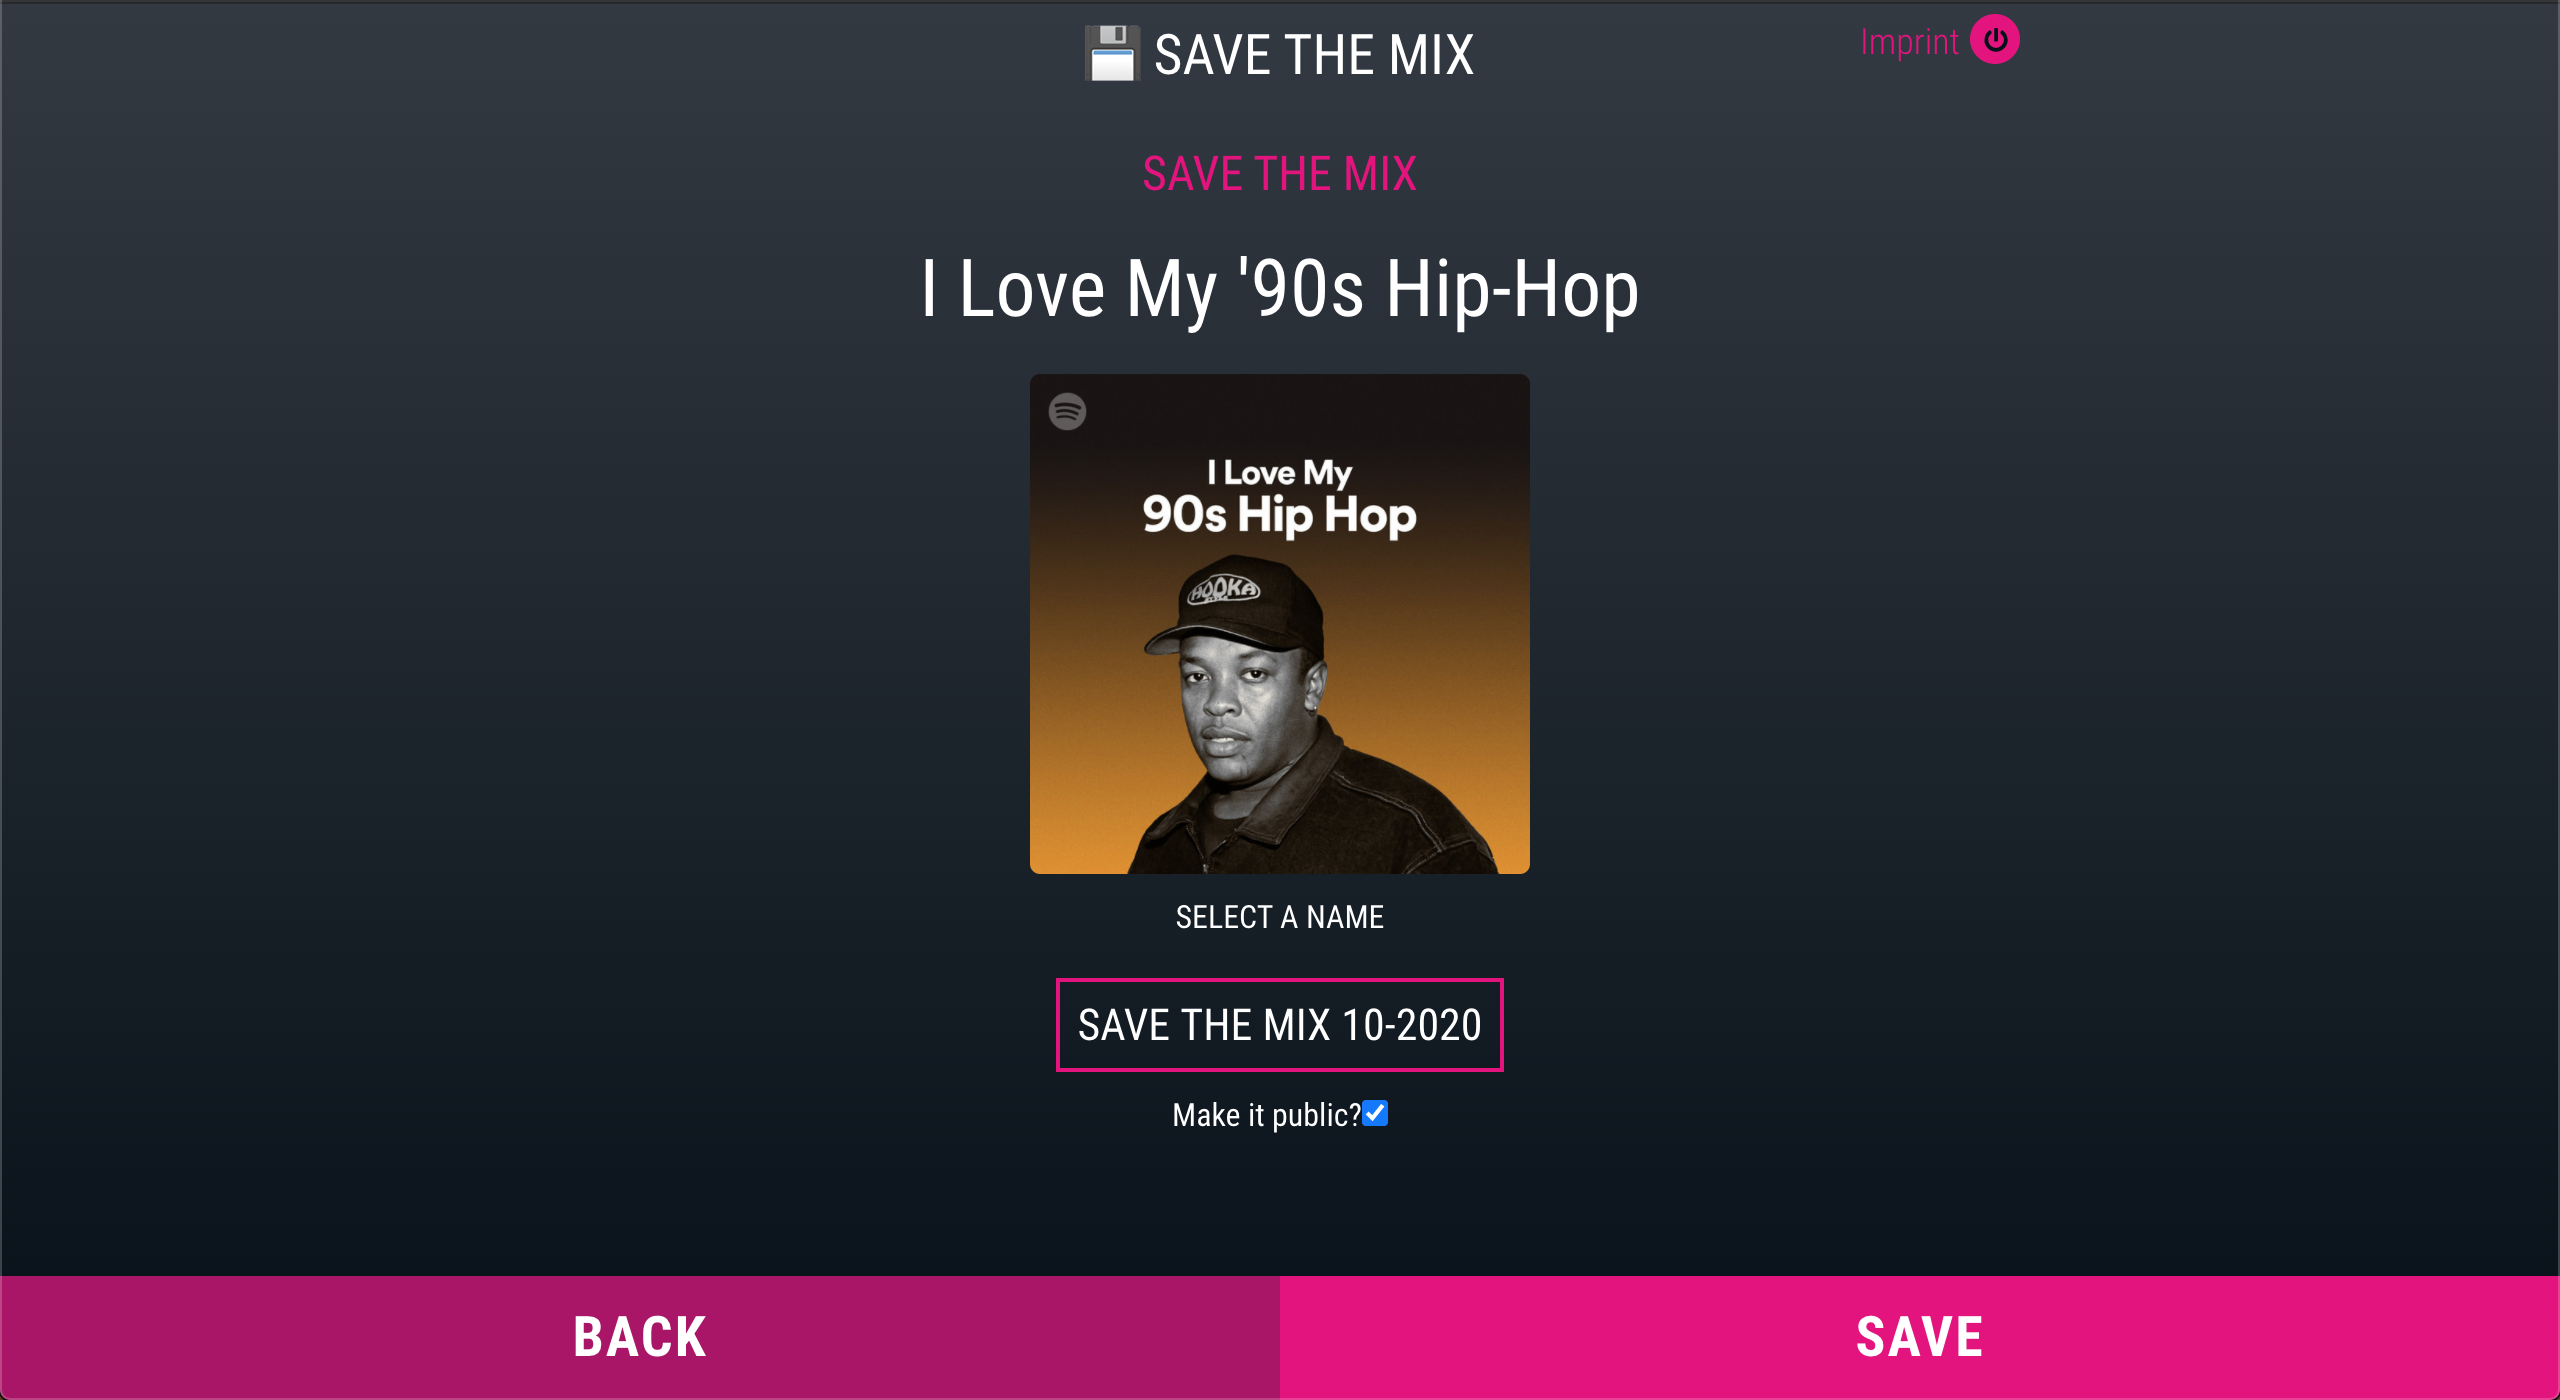 SAVE THE MIX
Imprint
SAVE THE MIX
I Love My '90s Hip-Hop
I Love My
90s Hip Hop
HOOKA
SELECT A NAME
SAVE THE MIX 10-2020
Make it public?
BACK
SAVE